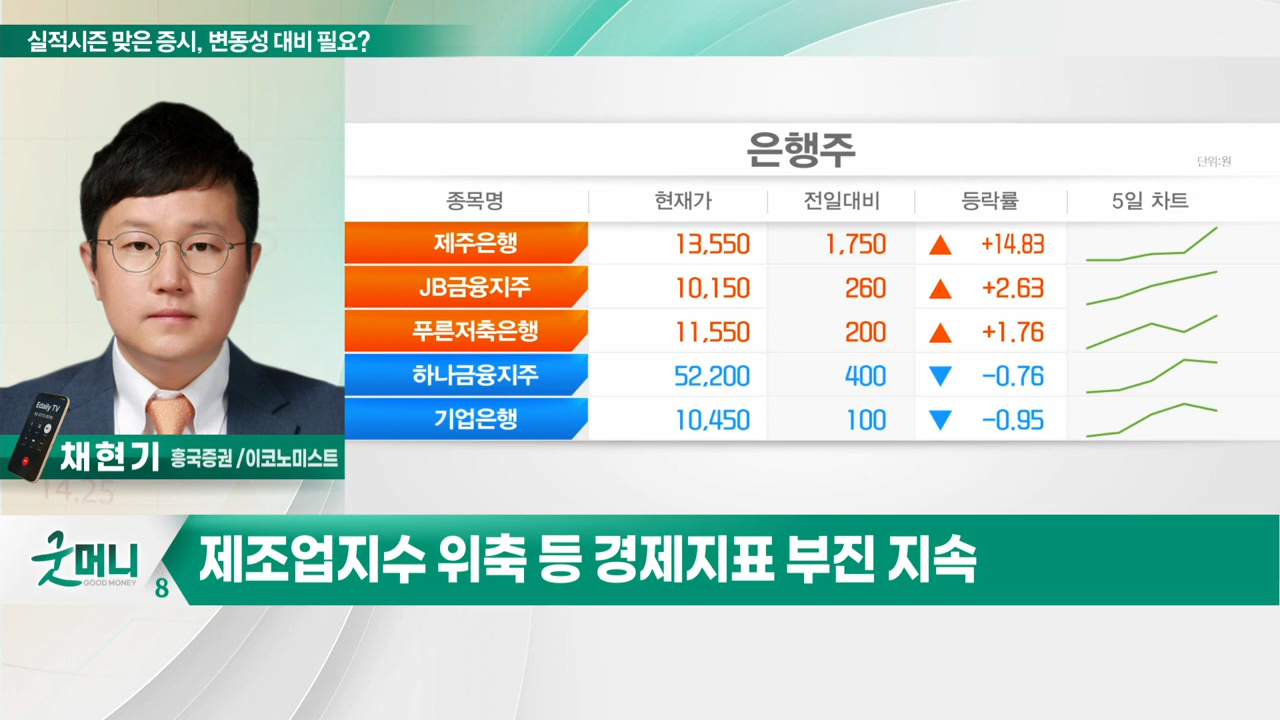 실적시즌 맞은 증시, 변동성 대비 필요?
은행주
단위:원
종목명 현재가 전일대비 등락률 5일 차트
제주은행 13,550 1,750 ▲ +14.83
JB금융지주 10,150 260 ▲ +2.63
푸른저축은행 11,550 200 ▲ +1.76
하나금융지주 52,200 400 ▼ -0.76
기업은행 10,450 100 ▼ -0.95
Edaily TV
채현기 흥국증권 /이코노미스트
14.25
굿머니
GOOD MONEY
8
제조업지수 위축 등 경제지표 부진 지속